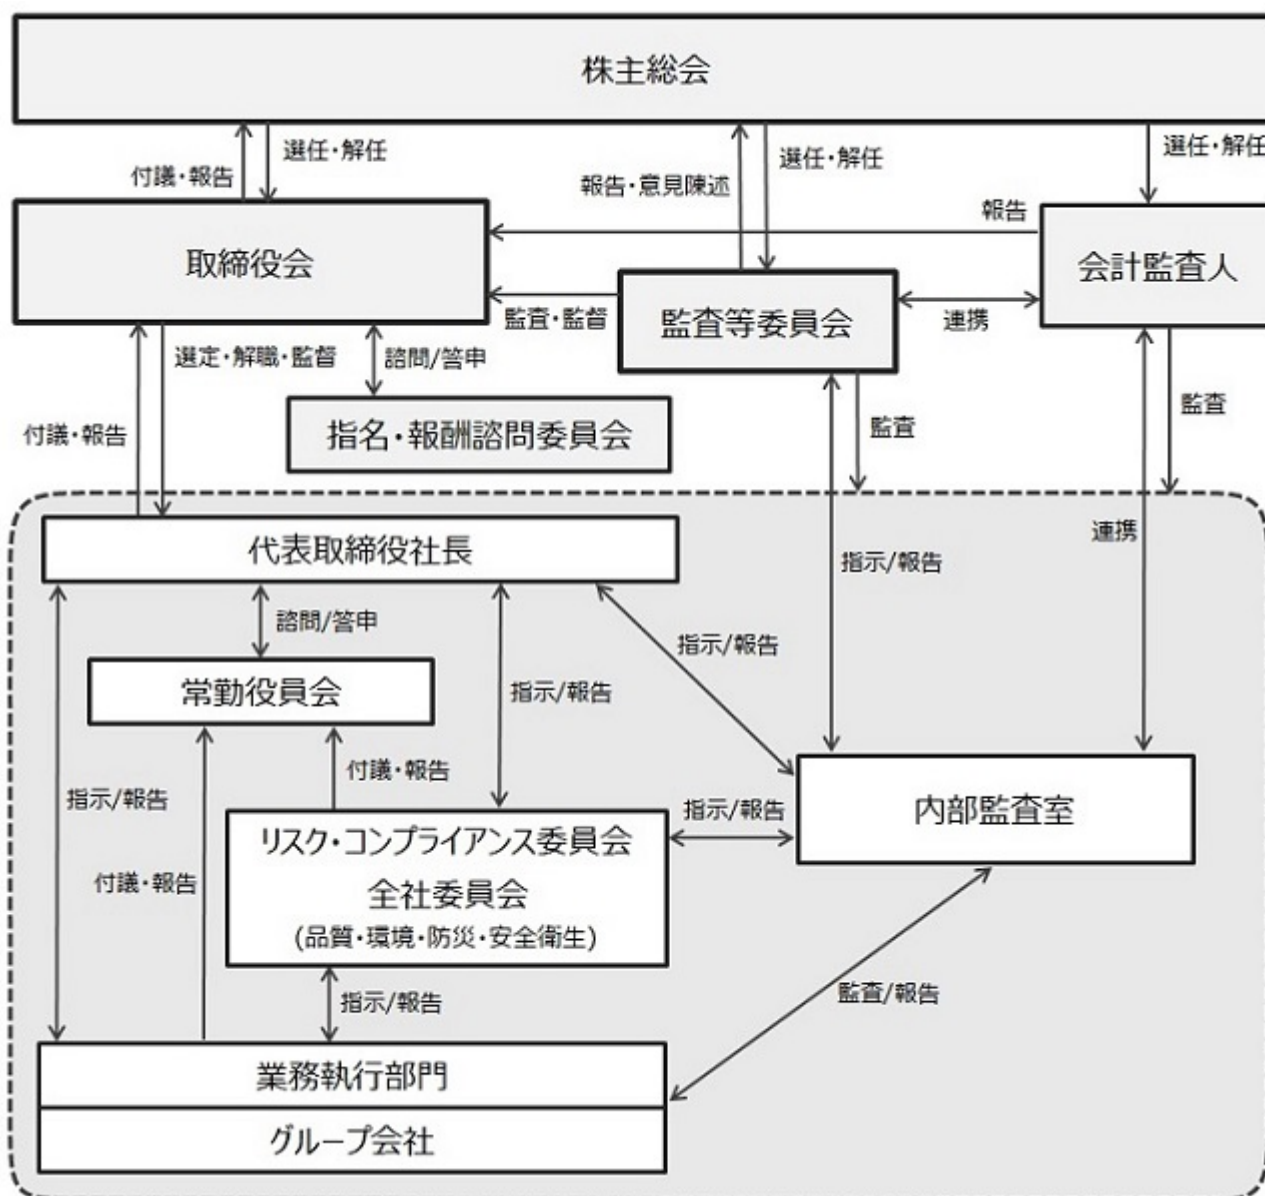 株主総会
選任・解任
付議・報告
選任・解任
報告・意見陳述
選任・解任
報告
取締役会
会計監査人
監査・監督
監査等委員会
連携
選定・解職・監督
諮問/答申
付議・報告
指名・報酬諮問委員会
監査
監査
代表取締役社長
連携
指示/報告
諮問/答申
指示/報告
常勤役員会
指示/報告
付議・報告
指示/報告
指示/報告
内部監査室
リスク・コンプライアンス委員会
全社委員会
(品質・環境・防災・安全衛生)
付議・報告
指示/報告
監査/報告
業務執行部門
グループ会社